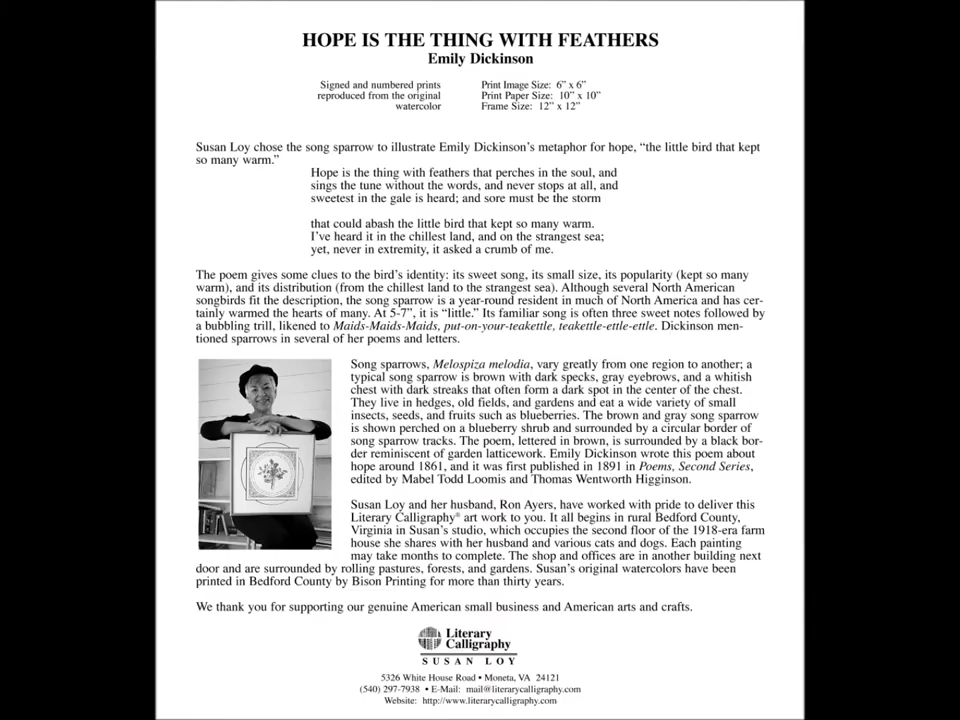 HOPE IS THE THING WITH FEATHERS
Emily Dickinson
Signed and numbered prints
reproduced from the original
watercolor
Print Image Size: 6” x 6”
Print Paper Size: 10” x 10”
Frame Size: 12” x 12”
Susan Loy chose the song sparrow to illustrate Emily Dickinson’s metaphor for hope, “the little bird that kept
so many warm.”
Hope is the thing with feathers that perches in the soul, and
sings the tune without the words, and never stops at all, and
sweetest in the gale is heard; and sore must be the storm
that could abash the little bird that kept so many warm.
I’ve heard it in the chillest land, and on the strangest sea;
yet, never in extremity, it asked a crumb of me.
The poem gives some clues to the bird’s identity: its sweet song, its small size, its popularity (kept so many
warm), and its distribution (from the chillest land to the strangest sea). Although several North American
songbirds fit the description, the song sparrow is a year-round resident in much of North America and has cer-
tainly warmed the hearts of many. At 5-7”, it is “little.” Its familiar song is often three sweet notes followed by
a bubbling trill, likened to Maids-Maids-Maids, put-on-your-teakettle, teakettle-ettle-ettle. Dickinson men-
tioned sparrows in several of her poems and letters.
Song sparrows, Melospiza melodia, vary greatly from one region to another; a
typical song sparrow is brown with dark specks, gray eyebrows, and a whitish
chest with dark streaks that often form a dark spot in the center of the chest.
They live in hedges, old fields, and gardens and eat a wide variety of small
insects, seeds, and fruits such as blueberries. The brown and gray song sparrow
is shown perched on a blueberry shrub and surrounded by a circular border of
song sparrow tracks. The poem, lettered in brown, is surrounded by a black bor-
der reminiscent of garden latticework. Emily Dickinson wrote this poem about
hope around 1861, and it was first published in 1891 in Poems, Second Series,
edited by Mabel Todd Loomis and Thomas Wentworth Higginson.
Susan Loy and her husband, Ron Ayers, have worked with pride to deliver this
Literary Calligraphy® art work to you. It all begins in rural Bedford County,
Virginia in Susan’s studio, which occupies the second floor of the 1918-era farm
house she shares with her husband and various cats and dogs. Each painting
may take months to complete. The shop and offices are in another building next
door and are surrounded by rolling pastures, forests, and gardens. Susan’s original watercolors have been
printed in Bedford County by Bison Printing for more than thirty years.
We thank you for supporting our genuine American small business and American arts and crafts.
Literary
Calligraphy
SUSAN LOY
5326 White House Road • Moneta, VA 24121
(540) 297-7938 • E-Mail: mail@literarycalligraphy.com
Website: http://www.literarycalligraphy.com